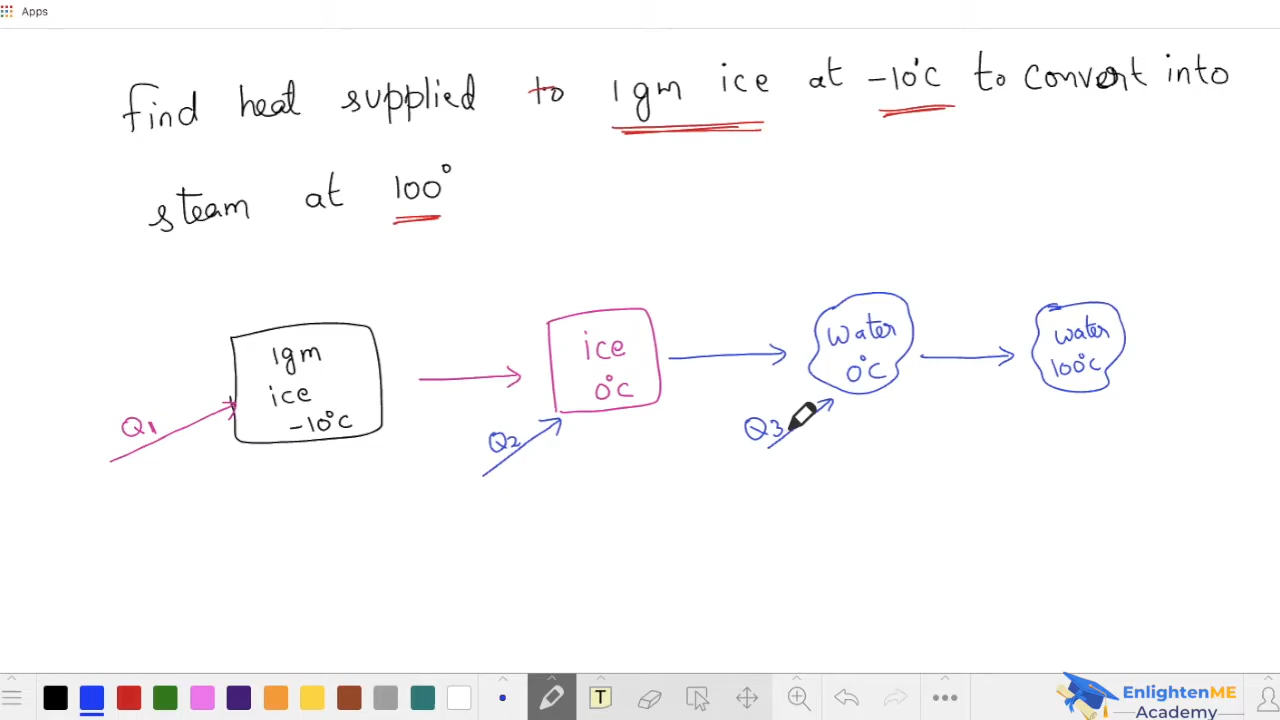 Apps
find heat supplied to 1gm ice at -10°C to convert into
steam at 100°
1gm
ice
-10°C
Q1
ice
0°C
Q2
water
0°C
Q3
water
100°C
T
EnlightenME
Academy